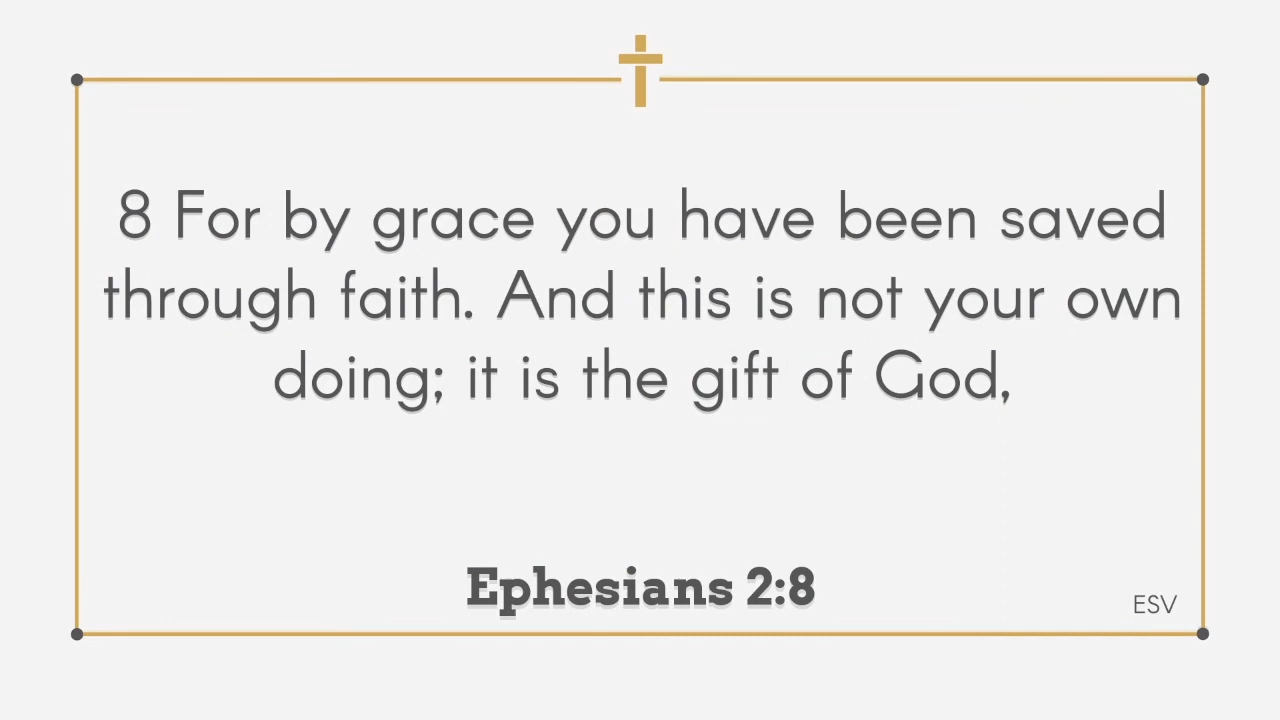 8 For by grace you have been saved
through faith. And this is not your own
doing; it is the gift of God,
Ephesians 2:8
ESV